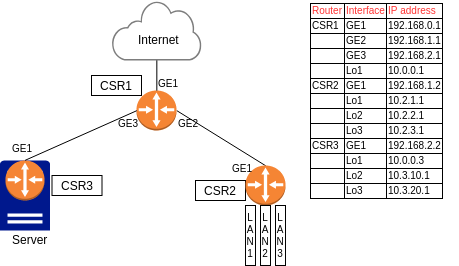 Internet
CSR1
GE1
GE3
GE2
GE1
CSR3
Server
GE1
CSR2
LAN1
LAN2
LAN3
Router Interface IP address
CSR1 GE1 192.168.0.1
GE2 192.168.1.1
GE3 192.168.2.1
Lo1 10.0.0.1
CSR2 GE1 192.168.1.2
Lo1 10.2.1.1
Lo2 10.2.2.1
Lo2 10.2.3.1
CSR3 GE1 192.168.2.2
Lo1 10.0.0.3
Lo2 10.3.10.1
Lo3 10.3.20.1